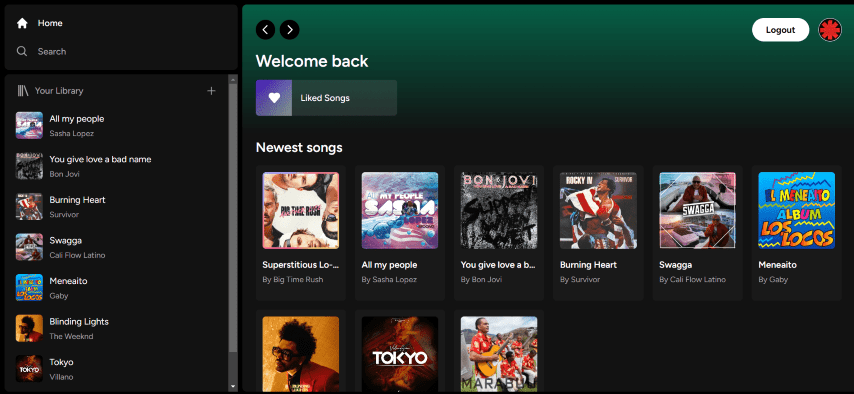 Home
Search
Your Library
All my people
Sasha Lopez
You give love a bad name
Bon Jovi
Burning Heart
Survivor
Swagga
Cali Flow Latino
Meneaito
Gaby
Blinding Lights
The Weeknd
Tokyo
Villano
Logout
Welcome back
Liked Songs
Newest songs
BIG TIME RUSH
All MY PEOPLE
SASHA
LOPEZ
BON JOVI
ROCKY IV
SURVIVOR
SWAGGA
EL MENEAITO
ALBUM
LOS
LOCOS
Superstitious Lo-...
By Big Time Rush
All my people
By Sasha Lopez
You give love a b...
By Bon Jovi
Burning Heart
By Survivor
Swagga
By Cali Flow Latino
Meneaito
By Gaby
TOKYO